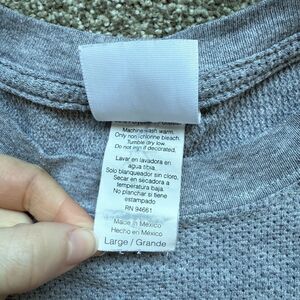 Machine wash warm.
Only non-chlorine bleach.
Tumble dry low.
Do not iron if decorated.
Lavar en lavadora en
agua tibia.
Solo blanqueador sin cloro.
Secar en secadora a
temperatura baja.
No planchar si tiene
estampado
RN 94661
Made in Mexico
Hecho en México
Large / Grande